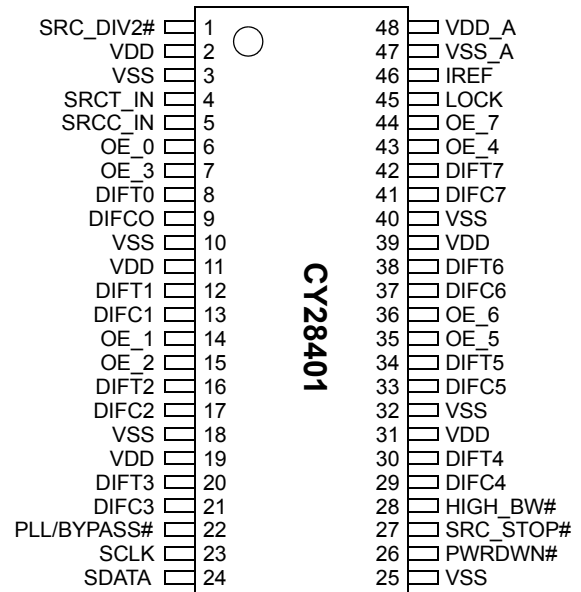 SRC_DIV2# 1 48 VDD_A
VDD 2 47 VSS_A
VSS 3 46 IREF
SRCT_IN 4 45 LOCK
SRCC_IN 5 44 OE_7
OE_0 6 43 OE_4
OE_3 7 42 DIFT7
DIFT0 8 41 DIFC7
DIFCO 9 40 VSS
VSS 10 39 VDD
VDD 11 38 DIFT6
DIFT1 12 37 DIFC6
DIFC1 13 36 OE_6
OE_1 14 35 OE_5
OE_2 15 34 DIFT5
DIFT2 16 33 DIFC5
DIFC2 17 32 VSS
VSS 18 31 VDD
VDD 19 30 DIFT4
DIFT3 20 29 DIFC4
DIFC3 21 28 HIGH_BW#
PLL/BYPASS# 22 27 SRC_STOP#
SCLK 23 26 PWRDWN#
SDATA 24 25 VSS
CY28401